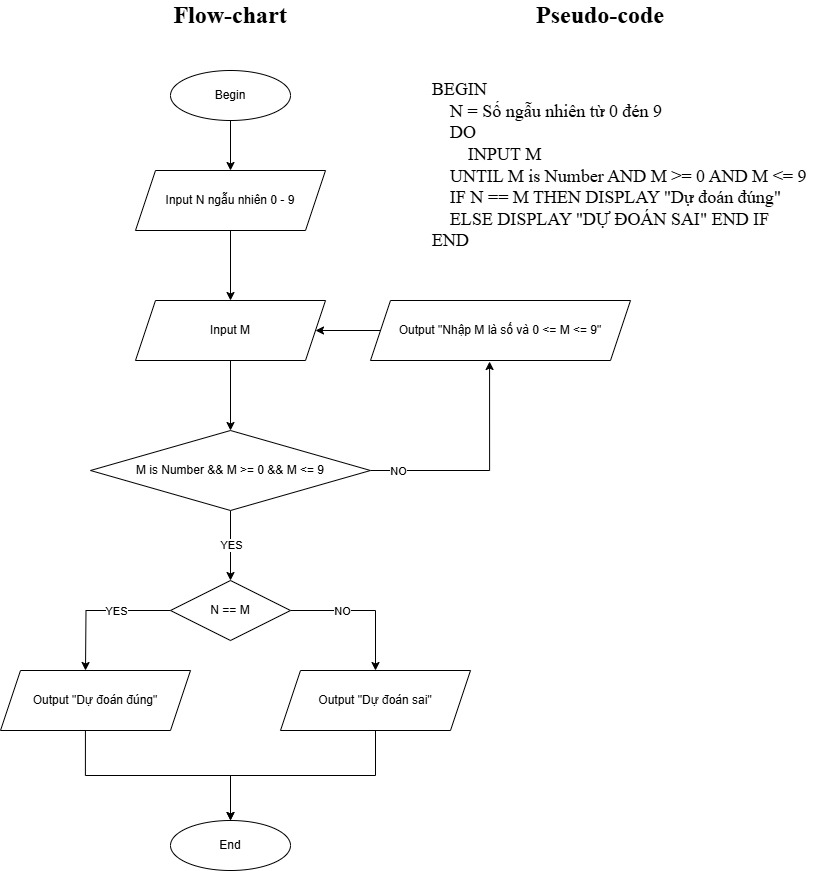 Flow-chart
Pseudo-code
Begin
Input N ngẫu nhiên 0 - 9
Input M
Output "Nhập M là số và 0 <= M <= 9"
M is Number && M >= 0 && M <= 9
NO
YES
N == M
YES
NO
Output "Dự đoán đúng"
Output "Dự đoán sai"
End
BEGIN
N = Số ngẫu nhiên từ 0 đén 9
DO
INPUT M
UNTIL M is Number AND M >= 0 AND M <= 9
IF N == M THEN DISPLAY "Dự đoán đúng"
ELSE DISPLAY "DỰ ĐOÁN SAI" END IF
END